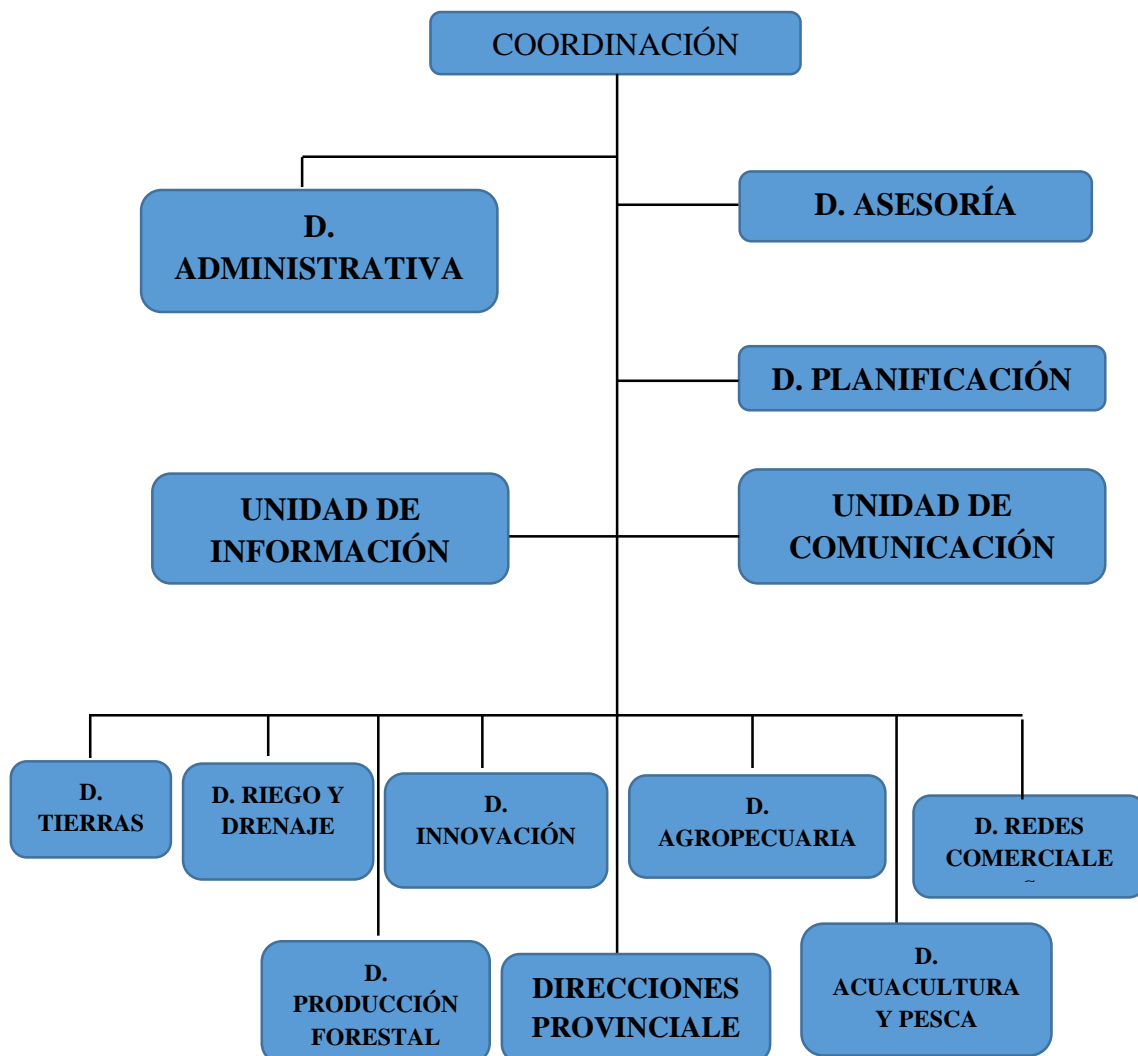 COORDINACIÓN
D.
ADMINISTRATIVA
D. ASESORÍA
D. PLANIFICACIÓN
UNIDAD DE
INFORMACIÓN
UNIDAD DE
COMUNICACIÓN
D.
TIERRAS
D. RIEGO Y
DRENAJE
D.
INNOVACIÓN
D.
AGROPECUARIA
D. REDES
COMERCIALE
D.
PRODUCCIÓN
FORESTAL
DIRECCIONES
PROVINCIALE
D.
ACUACULTURA
Y PESCA